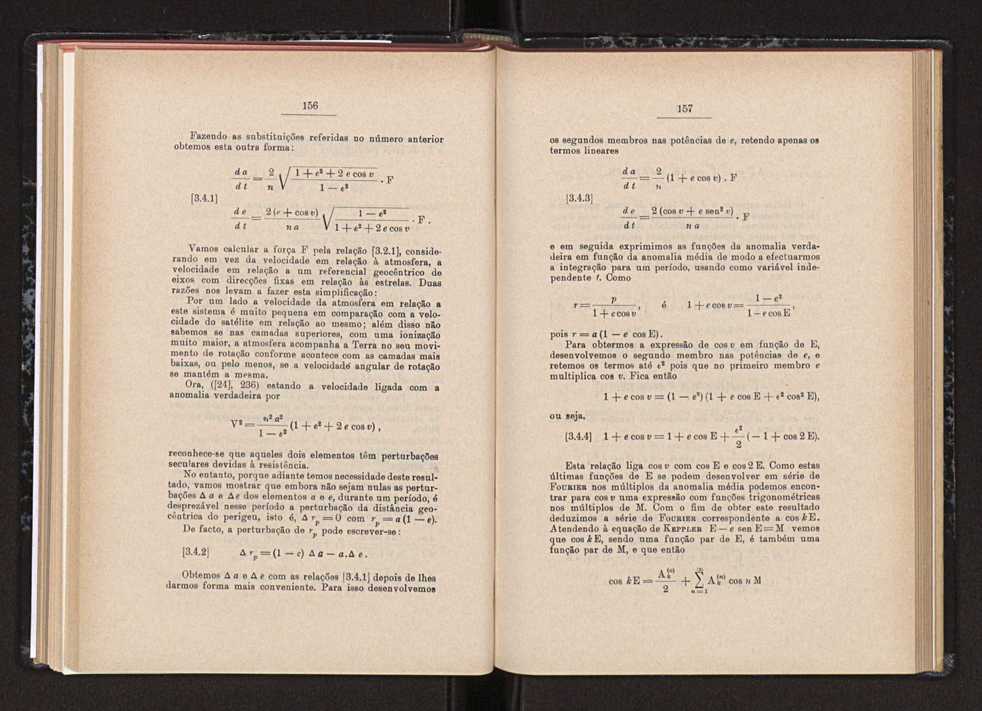 156
Fazendo as substituições referidas no número anterior
obtemos esta outra forma:
[3.4.1]
da/dt = 2/n √((1 + e² + 2 e cos v)/(1 — e²)) . F
de/dt = 2 (e + cos v)/(n a) √((1 — e²)/(1 + e² + 2 e cos v)) . F .
Vamos calcular a força F pela relação [3.2.1], conside-
rando em vez da velocidade em relação à atmosfera, a
velocidade em relação a um referencial geocêntrico de
eixos com direcções fixas em relação às estrelas. Duas
razões nos levam a fazer esta simplificação:
Por um lado a velocidade da atmosfera em relação a
este sistema é muito pequena em comparação com a velo-
cidade do satélite em relação ao mesmo; além disso não
sabemos se nas camadas superiores, com uma ionização
muito maior, a atmosfera acompanha a Terra no seu movi-
mento de rotação conforme acontece com as camadas mais
baixas, ou pelo menos, se a velocidade angular de rotação
se mantém a mesma.
Ora, ([24], 236) estando a velocidade ligada com a
anomalia verdadeira por
V² = n² a²/(1 — e²) (1 + e² + 2 e cos v) ,
reconhece-se que aqueles dois elementos têm perturbações
seculares devidas à resistência.
No entanto, porque adiante temos necessidade deste resul-
tado, vamos mostrar que embora não sejam nulas as pertur-
bações Δ a e Δ e dos elementos a e e, durante um período, é
desprezável nesse período a perturbação da distância geo-
cêntrica do perigeu, isto é, Δ r_p = 0 com r_p = a (1 — e).
De facto, a perturbação de r_p pode escrever-se:
[3.4.2] Δ r_p = (1 — e) Δ a — a.Δ e .
Obtemos Δ a e Δ e com as relações [3.4.1] depois de lhes
darmos forma mais conveniente. Para isso desenvolvemos
157
os segundos membros nas potências de e, retendo apenas os
termos lineares
[3.4.3]
da/dt = 2/n (1 + e cos v) . F
de/dt = 2 (cos v + e sen² v)/(n a) . F
e em seguida exprimimos as funções da anomalia verda-
deira em função da anomalia média de modo a efectuarmos
a integração para um período, usando como variável inde-
pendente t. Como
r = p/(1 + e cos v), é 1 + e cos v = (1 — e²)/(1 — e cos E),
pois r = a (1 — e cos E).
Para obtermos a expressão de cos v em função de E,
desenvolvemos o segundo membro nas potências de e, e
retemos os termos até e² pois que no primeiro membro e
multiplica cos v. Fica então
1 + e cos v = (1 — e²) (1 + e cos E + e² cos² E),
ou seja,
[3.4.4] 1 + e cos v = 1 + e cos E + e²/2 (— 1 + cos 2 E).
Esta relação liga cos v com cos E e cos 2 E. Como estas
últimas funções de E se podem desenvolver em série de
FOURIER nos múltiplos da anomalia média podemos encon-
trar para cos v uma expressão com funções trigonométricas
nos múltiplos de M. Com o fim de obter este resultado
deduzimos a série de FOURIER correspondente a cos k E.
Atendendo à equação de KEPPLER E — e sen E = M vemos
que cos k E, sendo uma função par de E, é também uma
função par de M, e que então
cos k E = A_k^(o)/2 + ∑_{n=1}^∞ A_k^(n) cos n M